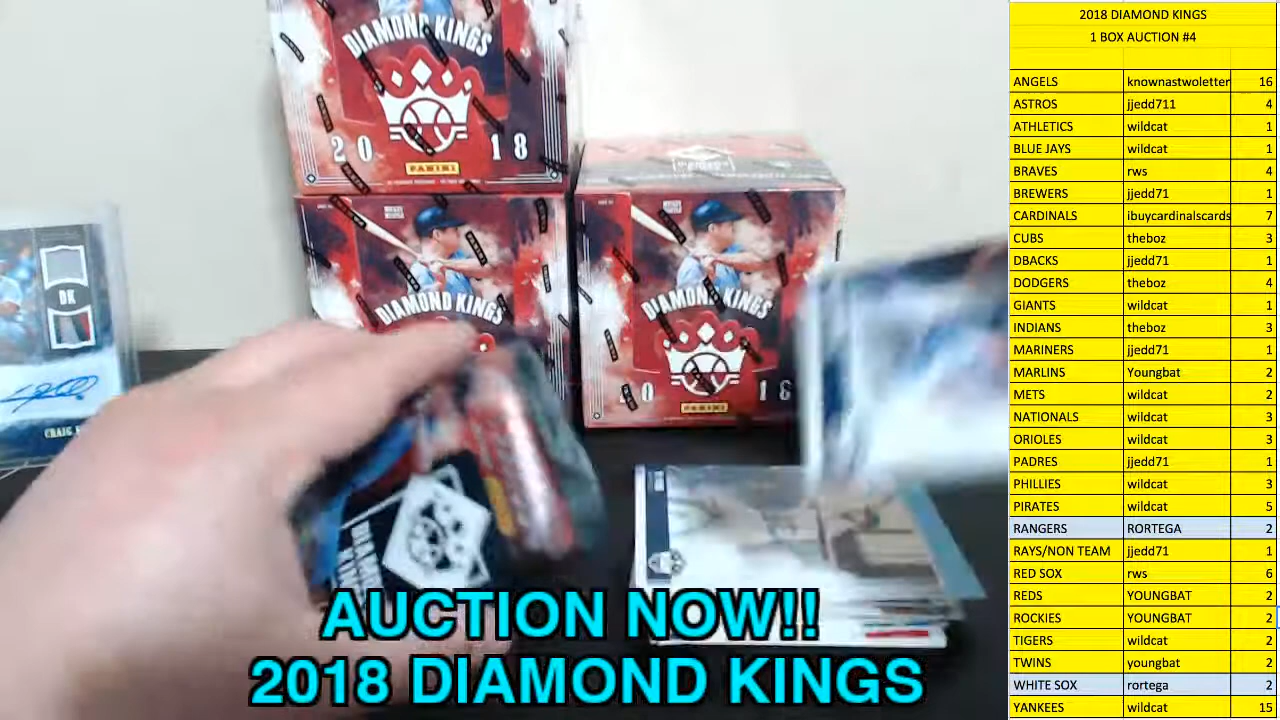 DIAMOND KINGS
20 18
PANINI
DIAMOND KINGS
DIAMOND KINGS
PANINI
DK
CRAIG
DIAMOND KINGS
AUCTION NOW!!
2018 DIAMOND KINGS
2018 DIAMOND KINGS
1 BOX AUCTION #4
ANGELS knownastwoletter 16
ASTROS jjedd711 4
ATHLETICS wildcat 1
BLUE JAYS wildcat 1
BRAVES rws 4
BREWERS jjedd71 1
CARDINALS ibuycardinalscards 7
CUBS theboz 3
DBACKS jjedd71 1
DODGERS theboz 4
GIANTS wildcat 1
INDIANS theboz 3
MARINERS jjedd71 1
MARLINS Youngbat 2
METS wildcat 2
NATIONALS wildcat 3
ORIOLES wildcat 3
PADRES jjedd71 1
PHILLIES wildcat 3
PIRATES wildcat 5
RANGERS RORTEGA 2
RAYS/NON TEAM jjedd71 1
RED SOX rws 6
REDS YOUNGBAT 2
ROCKIES YOUNGBAT 2
TIGERS wildcat 2
TWINS youngbat 2
WHITE SOX rortega 2
YANKEES wildcat 15